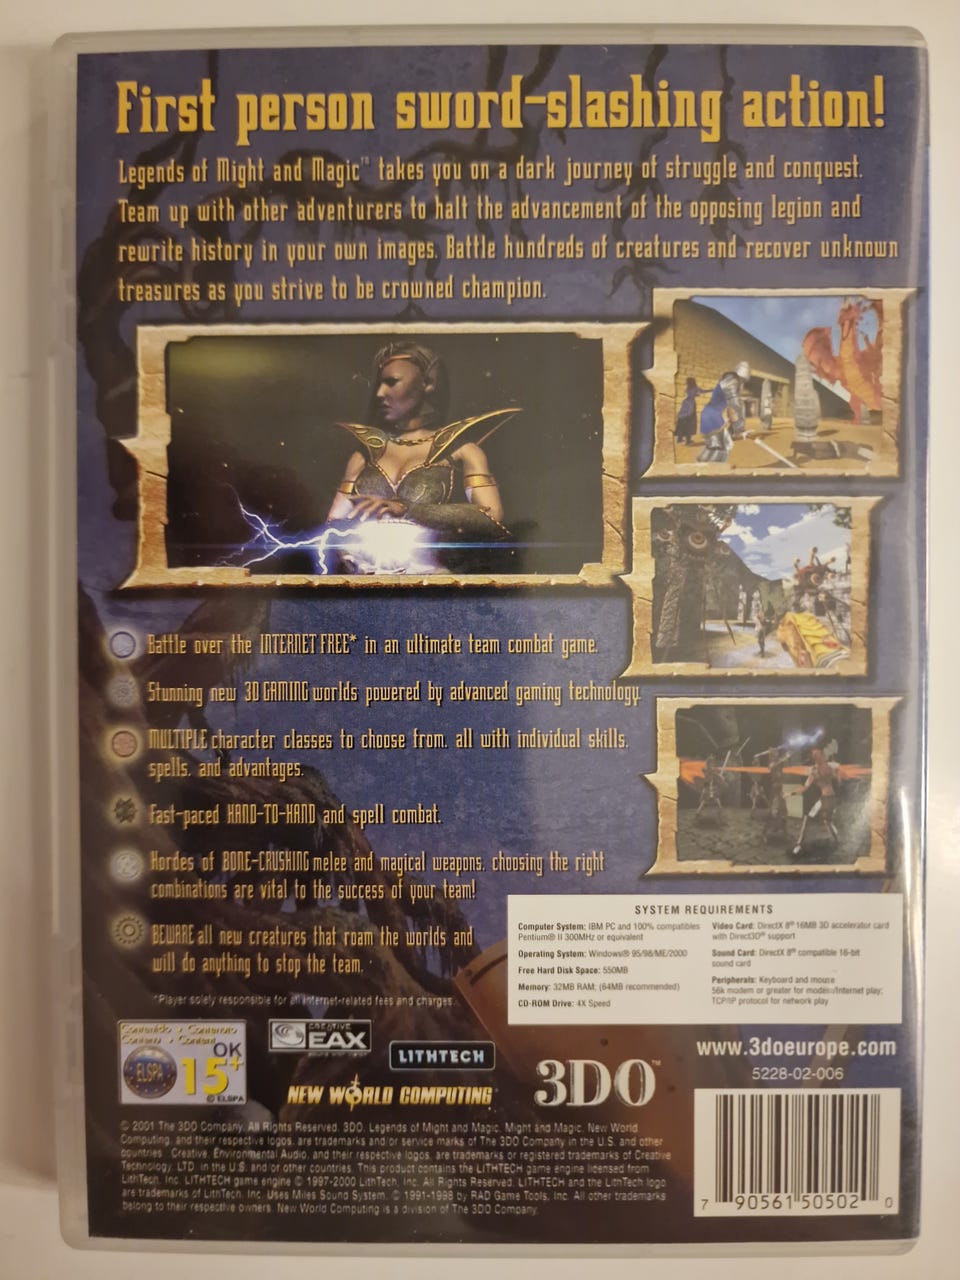 First person sword-slashing action!
Legends of Might and Magic™ takes you on a dark journey of struggle and conquest.
Team up with other adventurers to halt the advancement of the opposing legion and
rewrite history in your own images. Battle hundreds of creatures and recover unknown
treasures as you strive to be crowned champion.
Battle over the INTERNET FREE* in an ultimate team combat game.
Stunning new 3D GAMING worlds powered by advanced gaming technology.
MULTIPLE character classes to choose from, all with individual skills,
spells, and advantages.
Fast-paced HAND-TO-HAND and spell combat.
Hordes of BONE-CRUSHING melee and magical weapons, choosing the right
combinations are vital to the success of your team!
BEWARE all new creatures that roam the worlds and
will do anything to stop the team.
*Player solely responsible for all Internet-related fees and charges.
SYSTEM REQUIREMENTS
Computer System: IBM PC and 100% compatibles
Pentium® II 300MHz or equivalent
Operating System: Windows® 95/98/ME/2000
Free Hard Disk Space: 550MB
Memory: 32MB RAM; (64MB recommended)
CD-ROM Drive: 4X Speed
Video Card: DirectX 8® 16MB 3D accelerator card
with Direct3D® support
Sound Card: DirectX 8® compatible 16-bit
sound card
Peripherals: Keyboard and mouse
56k modem or greater for modem/Internet play;
TCP/IP protocol for network play
Contenido • Contenuto
Contenu • Content
OK
ELSPA
15+
© ELSPA
CREATIVE
EAX
LITHTECH
NEW WORLD COMPUTING
3DO™
www.3doeurope.com
5228-02-006
© 2001 The 3DO Company. All Rights Reserved. 3DO, Legends of Might and Magic, Might and Magic, New World
Computing, and their respective logos, are trademarks and/or service marks of The 3DO Company in the U.S. and other
countries. Creative, Environmental Audio, and their respective logos, are trademarks or registered trademarks of Creative
Technology, LTD. in the U.S. and/or other countries. This product contains the LITHTECH game engine licensed from
LithTech, Inc. LITHTECH game engine © 1997-2000 LithTech, Inc. All Rights Reserved. LITHTECH and the LithTech logo
are trademarks of LithTech, Inc. Uses Miles Sound System. © 1991-1998 by RAD Game Tools, Inc. All other trademarks
belong to their respective owners. New World Computing is a division of The 3DO Company.
7 90561 50502 0